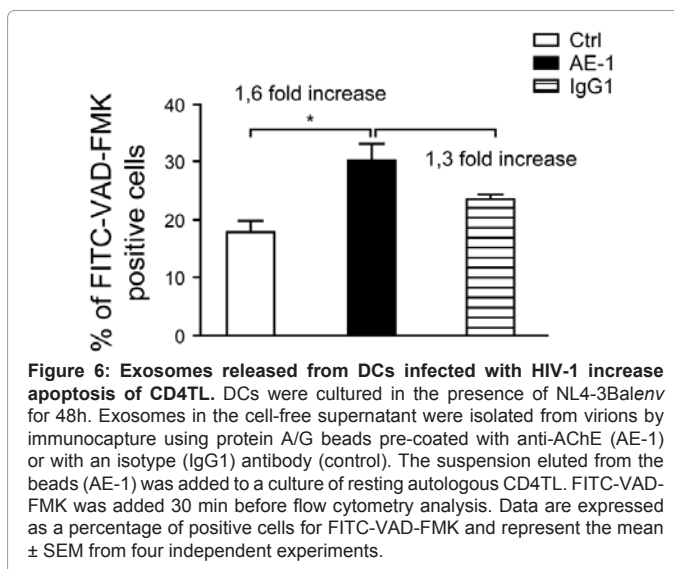 Ctrl
AE-1
IgG1
1,6 fold increase
*
1,3 fold increase
40
30
20
10
0
% of FITC-VAD-FMK
positive cells
Figure 6: Exosomes released from DCs infected with HIV-1 increase
apoptosis of CD4TL. DCs were cultured in the presence of NL4-3Balenv
for 48h. Exosomes in the cell-free supernatant were isolated from virions by
immunocapture using protein A/G beads pre-coated with anti-AChE (AE-1)
or with an isotype (IgG1) antibody (control). The suspension eluted from the
beads (AE-1) was added to a culture of resting autologous CD4TL. FITC-VAD-
FMK was added 30 min before flow cytometry analysis. Data are expressed
as a percentage of positive cells for FITC-VAD-FMK and represent the mean
± SEM from four independent experiments.